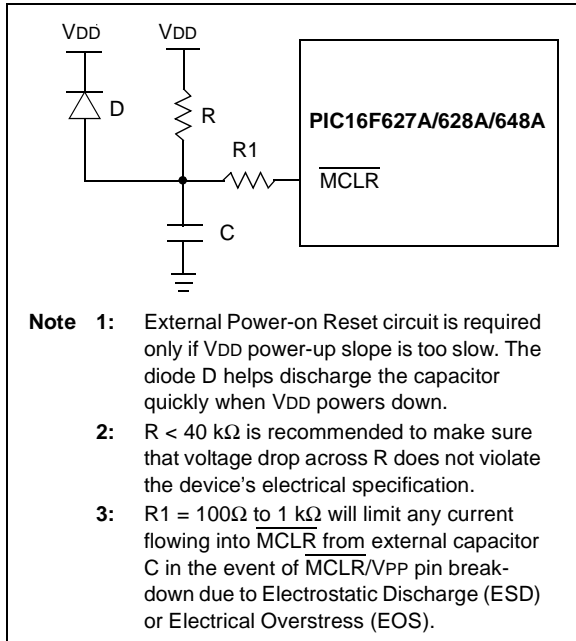 VDD VDD
D
R
PIC16F627A/628A/648A
R1
MCLR
C
Note 1: External Power-on Reset circuit is required
only if VDD power-up slope is too slow. The
diode D helps discharge the capacitor
quickly when VDD powers down.
2: R < 40 kΩ is recommended to make sure
that voltage drop across R does not violate
the device's electrical specification.
3: R1 = 100Ω to 1 kΩ will limit any current
flowing into MCLR from external capacitor
C in the event of MCLR/VPP pin break-
down due to Electrostatic Discharge (ESD)
or Electrical Overstress (EOS).